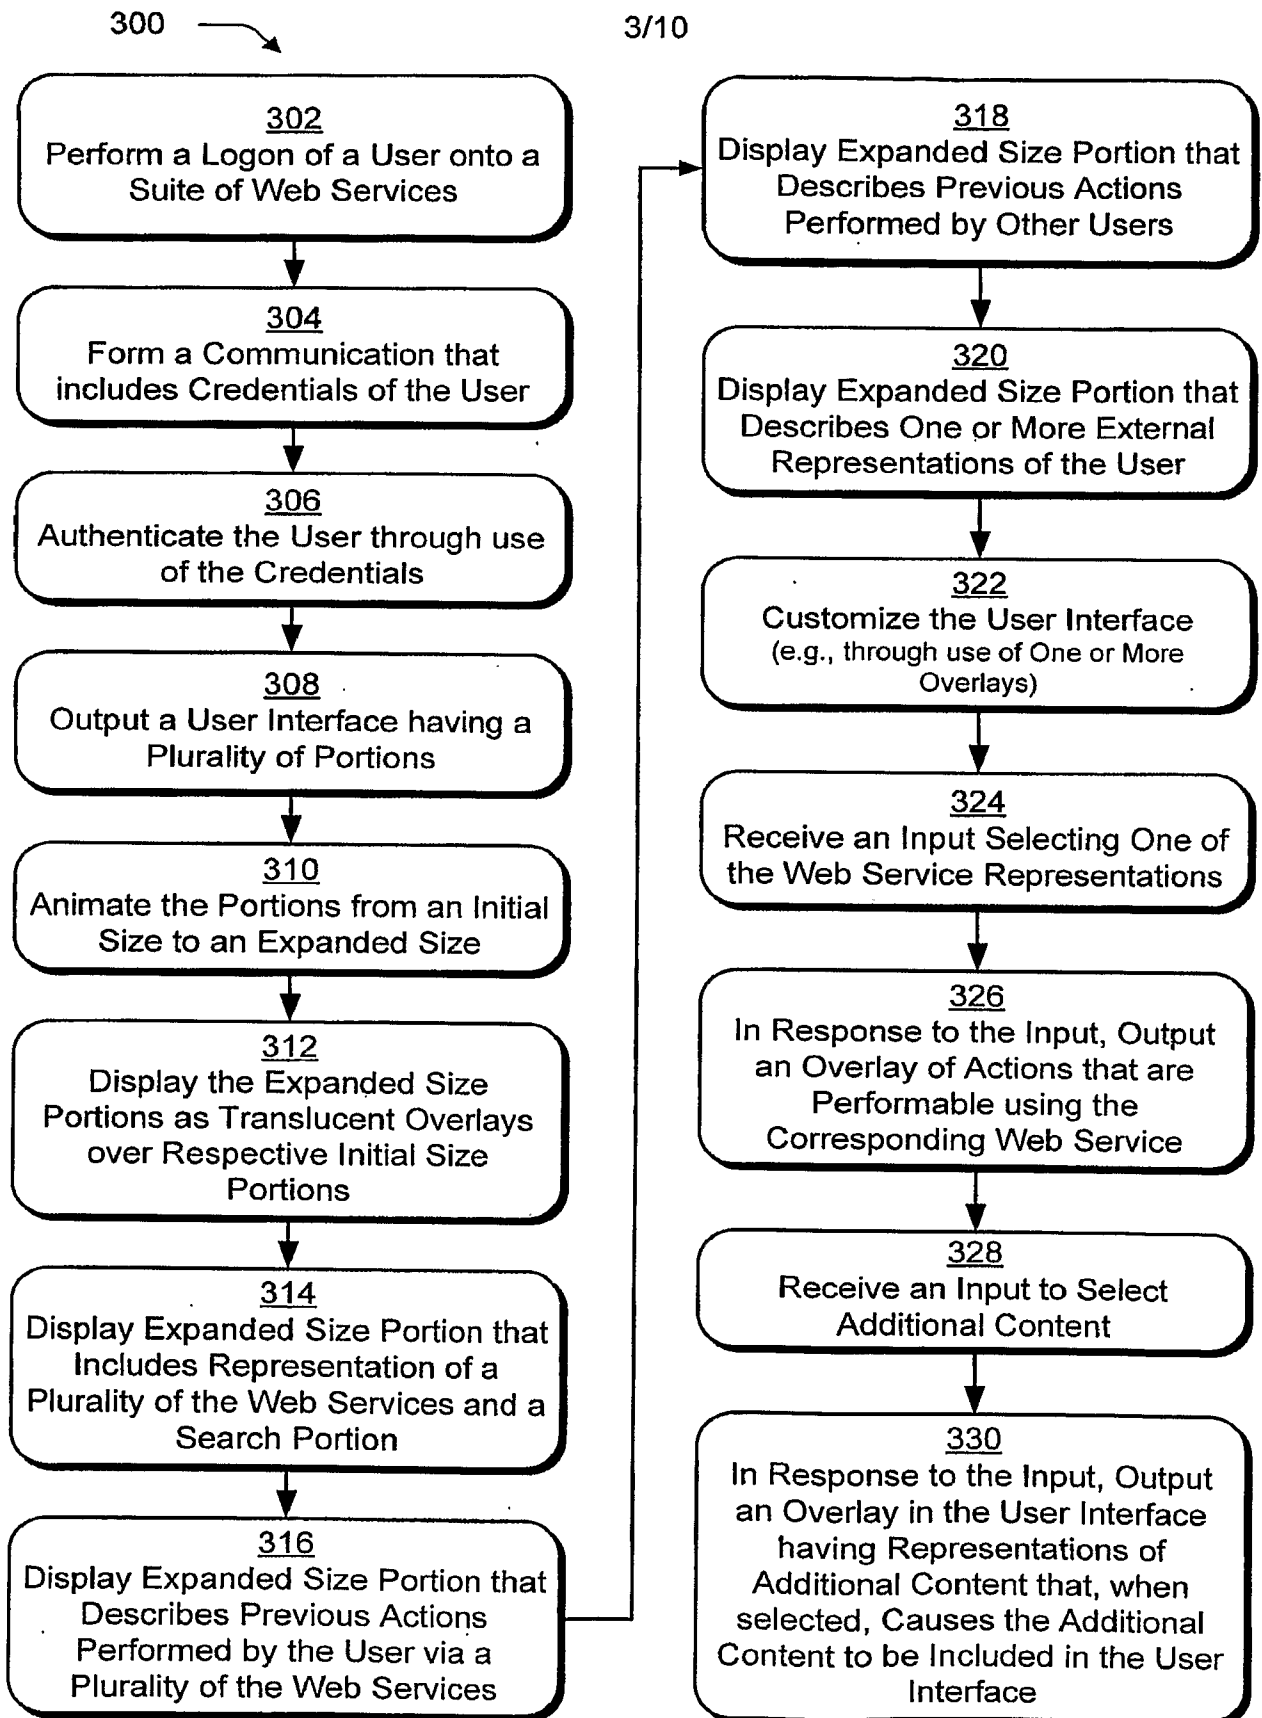 300
3/10
302
Perform a Logon of a User onto a
Suite of Web Services
304
Form a Communication that
includes Credentials of the User
306
Authenticate the User through use
of the Credentials
308
Output a User Interface having a
Plurality of Portions
310
Animate the Portions from an Initial
Size to an Expanded Size
312
Display the Expanded Size
Portions as Translucent Overlays
over Respective Initial Size
Portions
314
Display Expanded Size Portion that
Includes Representation of a
Plurality of the Web Services and a
Search Portion
316
Display Expanded Size Portion that
Describes Previous Actions
Performed by the User via a
Plurality of the Web Services
318
Display Expanded Size Portion that
Describes Previous Actions
Performed by Other Users
320
Display Expanded Size Portion that
Describes One or More External
Representations of the User
322
Customize the User Interface
(e.g., through use of One or More
Overlays)
324
Receive an Input Selecting One of
the Web Service Representations
326
In Response to the Input, Output
an Overlay of Actions that are
Performable using the
Corresponding Web Service
328
Receive an Input to Select
Additional Content
330
In Response to the Input, Output
an Overlay in the User Interface
having Representations of
Additional Content that, when
selected, Causes the Additional
Content to be Included in the User
Interface